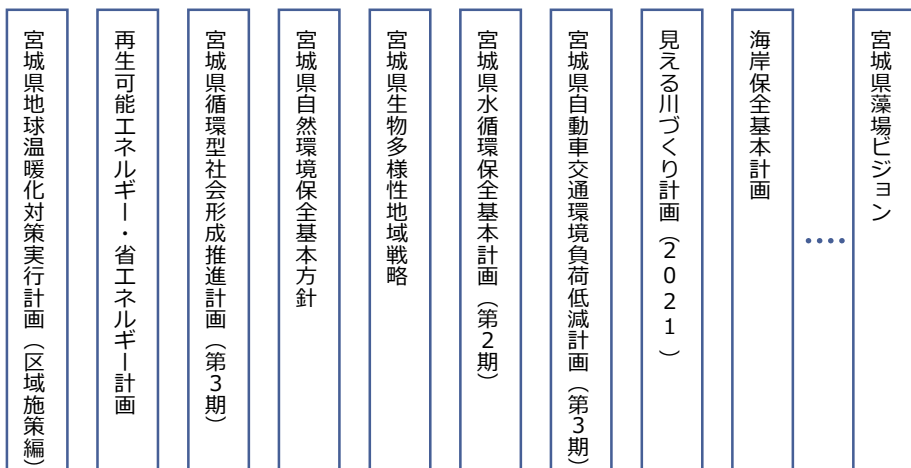 宮城県地球温暖化対策実行計画（区域施策編）
再生可能エネルギー・省エネルギー計画
宮城県循環型社会形成推進計画（第3期）
宮城県自然環境保全基本方針
宮城県生物多様性地域戦略
宮城県水循環保全基本計画（第2期）
宮城県自動車交通環境負荷低減計画（第3期）
見える川づくり計画（2021）
海岸保全基本計画
‥‥
宮城県藻場ビジョン